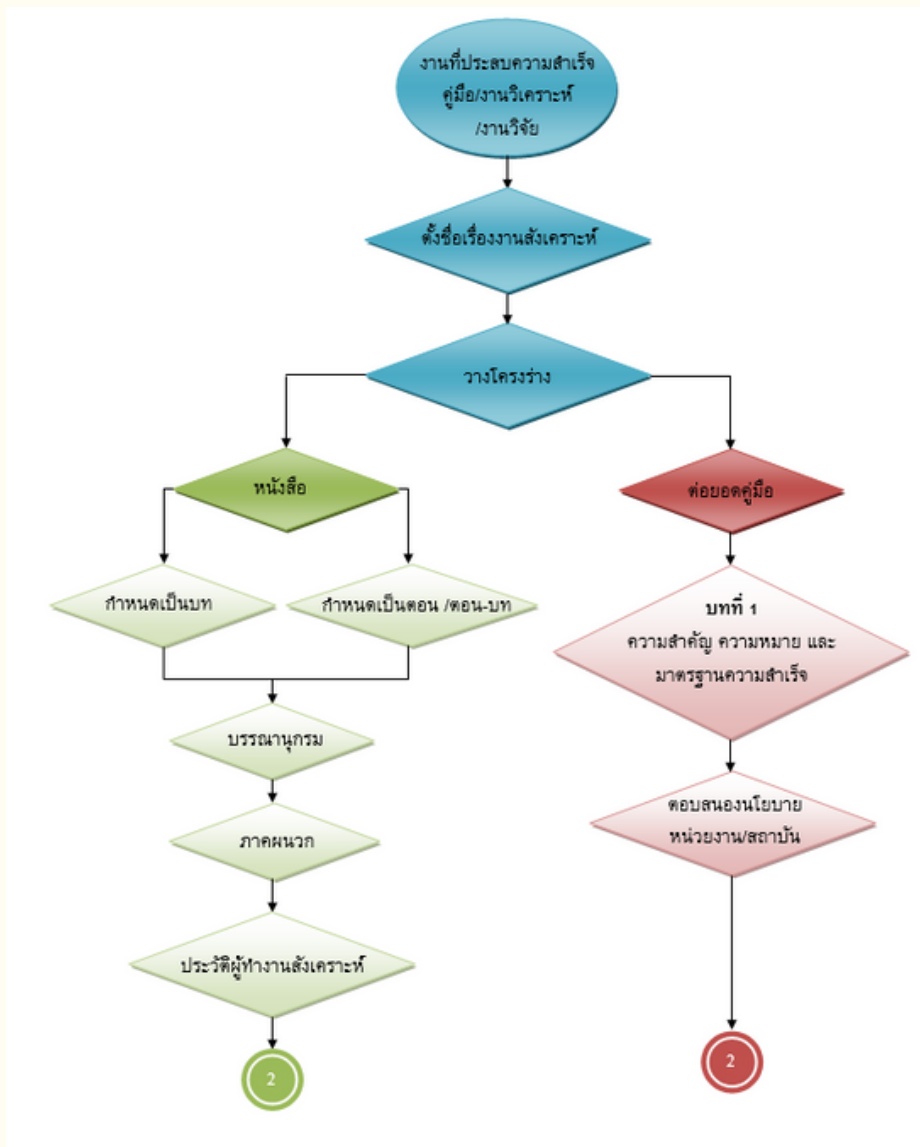 งานที่ประสบความสำเร็จ
คู่มือ/งานวิเคราะห์
/งานวิจัย
ตั้งชื่อเรื่องงานสังเคราะห์
วางโครงร่าง
หนังสือ
ต่อยอดคู่มือ
กำหนดเป็นบท
กำหนดเป็นตอน /ตอน-บท
บทที่ 1
ความสำคัญ ความหมาย และ
มาตรฐานความสำเร็จ
บรรณานุกรม
ภาคผนวก
ตอบสนองนโยบาย
หน่วยงาน/สถาบัน
ประวัติผู้ทำงานสังเคราะห์
2
2